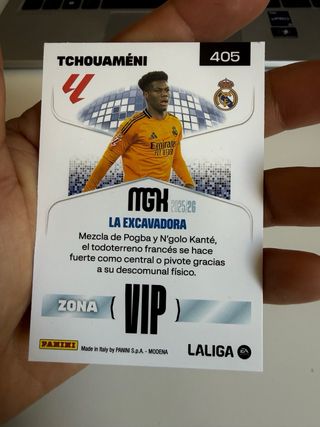 TCHOUAMÉNI
405
MGK 2025/26
LA EXCAVADORA
Mezcla de Pogba y N'golo Kanté,
el todoterreno francés se hace
fuerte como central o pivote gracias
a su descomunal físico.
ZONA ( VIP )
PANINI
Made in Italy by PANINI S.p.A. - MODENA
LALIGA